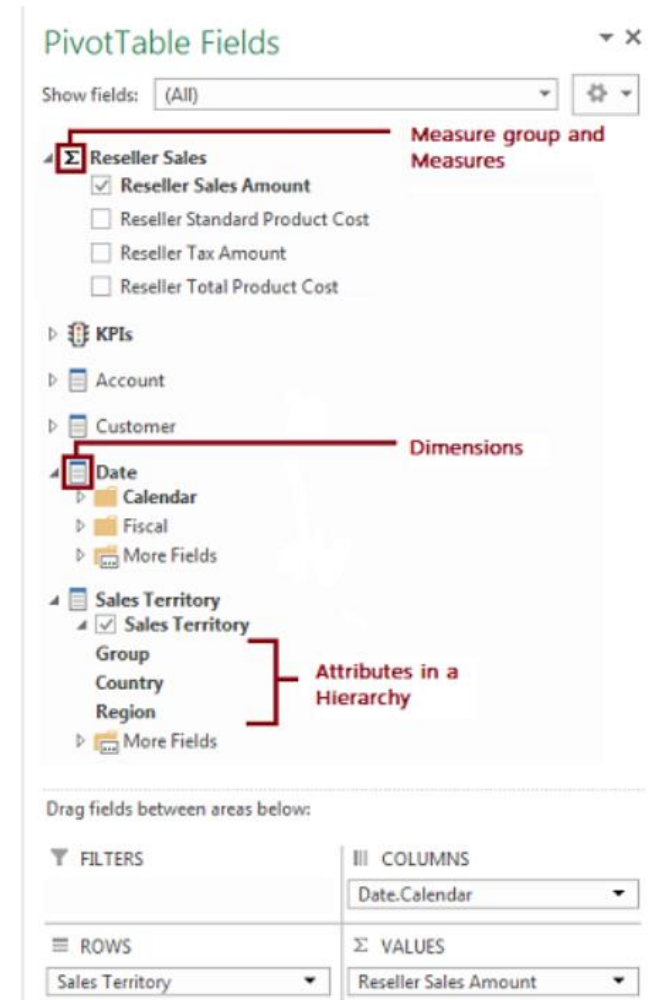 PivotTable Fields
Show fields: (All)
Measure group and
Measures
Σ Reseller Sales
Reseller Sales Amount
Reseller Standard Product Cost
Reseller Tax Amount
Reseller Total Product Cost
KPIs
Account
Customer
Dimensions
Date
Calendar
Fiscal
More Fields
Sales Territory
Sales Territory
Group
Country
Region
Attributes in a
Hierarchy
More Fields
Drag fields between areas below:
FILTERS
COLUMNS
Date.Calendar
ROWS
Σ VALUES
Sales Territory
Reseller Sales Amount